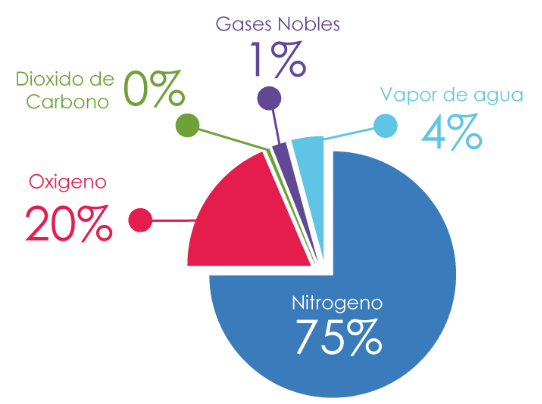 Gases Nobles
1%
Dioxido de
Carbono
0%
Vapor de agua
4%
Oxigeno
20%
Nitrogeno
75%